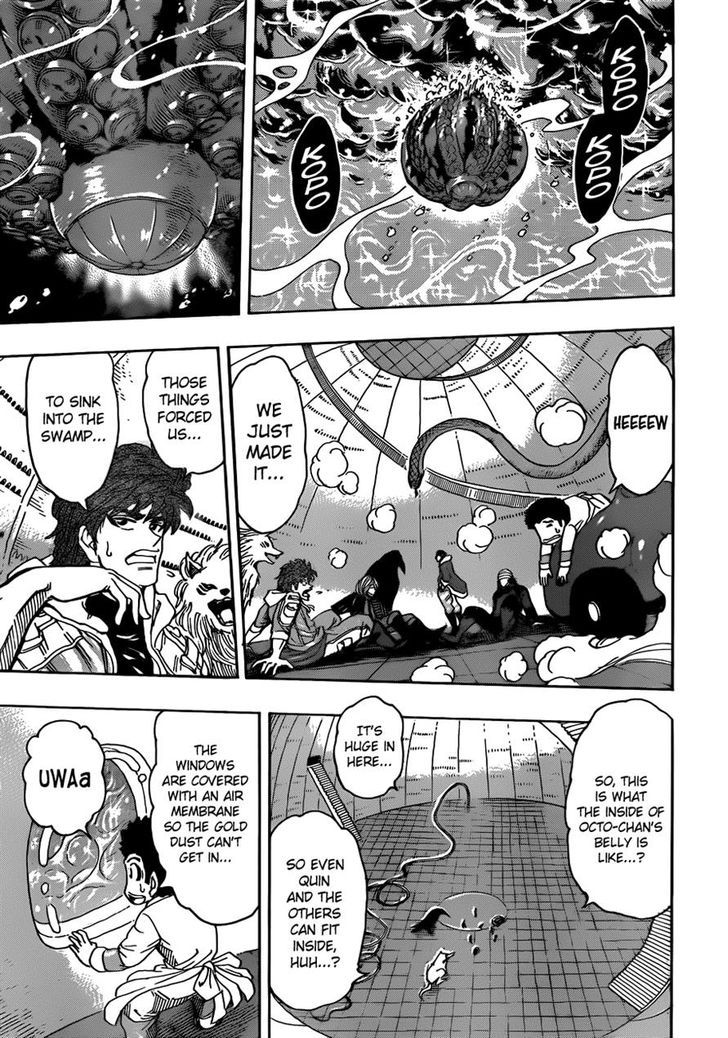 KOPO
KOPO
KOPO
HEEEEW
WE
JUST
MADE
IT...
THOSE
THINGS
FORCED
US...
TO SINK
INTO THE
SWAMP...
SO, THIS
IS WHAT
THE INSIDE OF
OCTO-CHAN'S
BELLY IS
LIKE...?
IT'S
HUGE IN
HERE...
SO EVEN
QUIN
AND THE
OTHERS
CAN FIT
INSIDE,
HUH...?
THE
WINDOWS
ARE COVERED
WITH AN AIR
MEMBRANE
SO THE GOLD
DUST CAN'T
GET IN...
UWAa